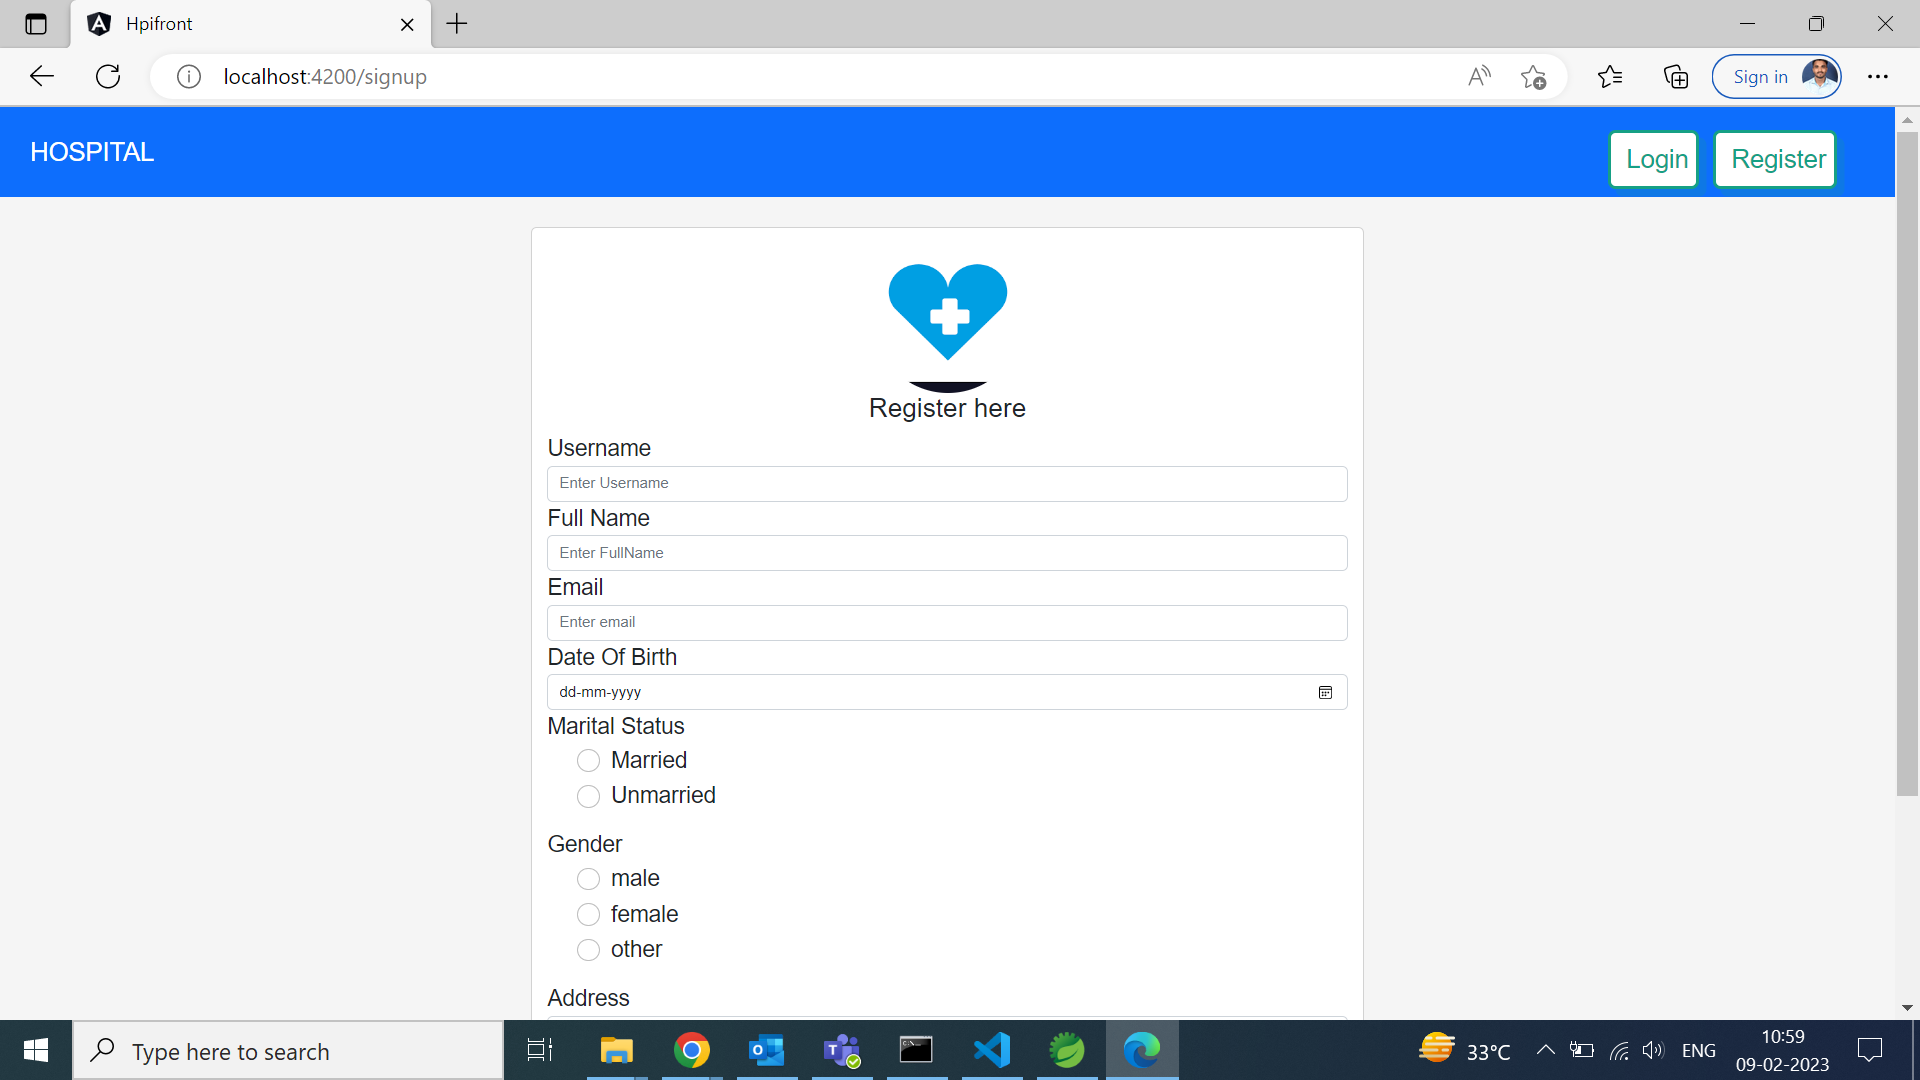 Hpifront
localhost:4200/signup
Sign in
HOSPITAL
Login
Register
Register here
Username
Enter Username
Full Name
Enter FullName
Email
Enter email
Date Of Birth
dd-mm-yyyy
Marital Status
Married
Unmarried
Gender
male
female
other
Address
Type here to search
33°C
ENG
10:59
09-02-2023